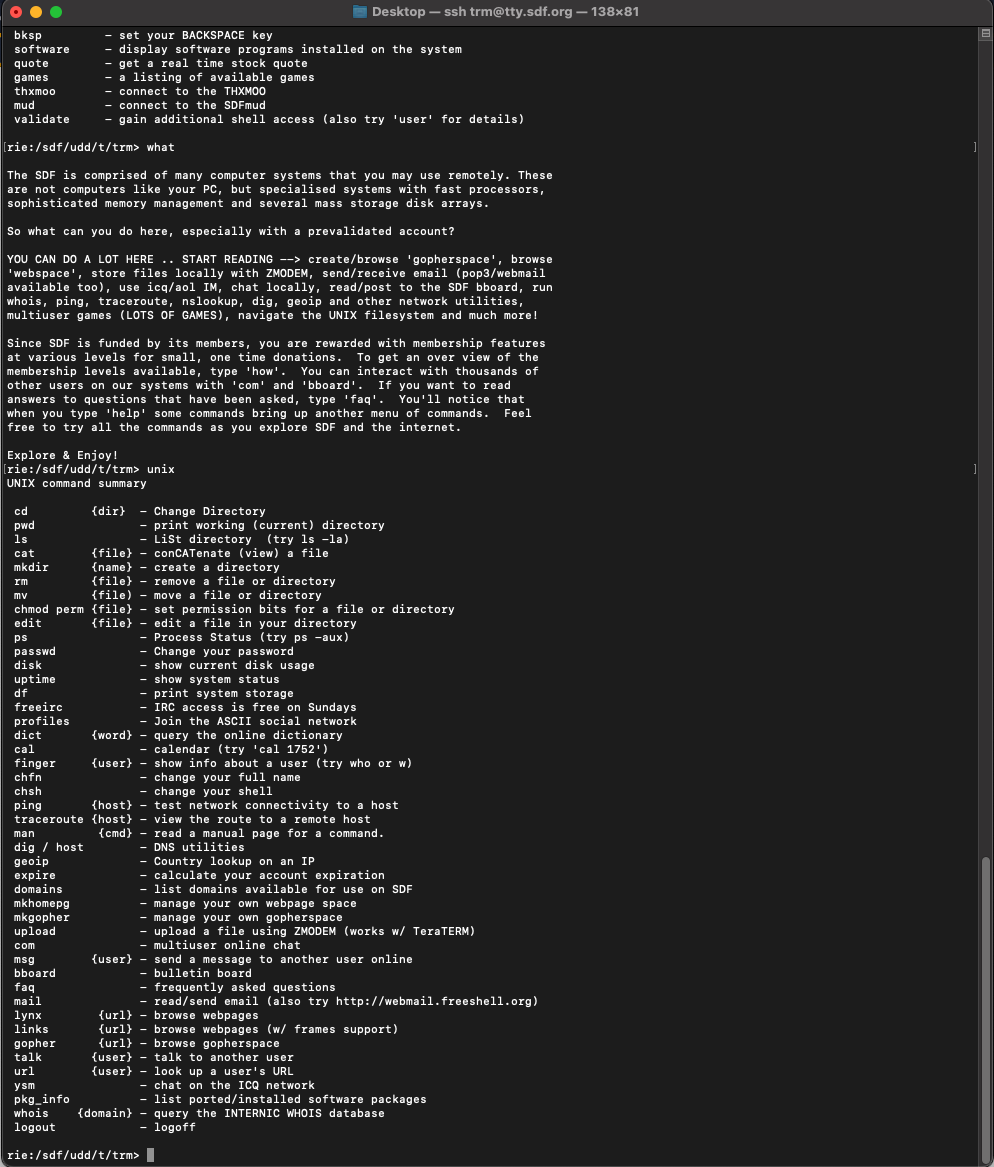 Desktop — ssh trm@tty.sdf.org — 138×81
bksp         – set your BACKSPACE key
software     – display software programs installed on the system
quote        – get a real time stock quote
games        – a listing of available games
thxmoo       – connect to the THXMOO
mud          – connect to the SDFmud
validate     – gain additional shell access (also try 'user' for details)
[rie:/sdf/udd/t/trm> what ]
The SDF is comprised of many computer systems that you may use remotely. These
are not computers like your PC, but specialised systems with fast processors,
sophisticated memory management and several mass storage disk arrays.
So what can you do here, especially with a prevalidated account?
YOU CAN DO A LOT HERE .. START READING ––> create/browse 'gopherspace', browse
'webspace', store files locally with ZMODEM, send/receive email (pop3/webmail
available too), use icq/aol IM, chat locally, read/post to the SDF bboard, run
whois, ping, traceroute, nslookup, dig, geoip and other network utilities,
multiuser games (LOTS OF GAMES), navigate the UNIX filesystem and much more!
Since SDF is funded by its members, you are rewarded with membership features
at various levels for small, one time donations.  To get an over view of the
membership levels available, type 'how'.  You can interact with thousands of
other users on our systems with 'com' and 'bboard'.  If you want to read
answers to questions that have been asked, type 'faq'.  You'll notice that
when you type 'help' some commands bring up another menu of commands.  Feel
free to try all the commands as you explore SDF and the internet.
Explore & Enjoy!
[rie:/sdf/udd/t/trm> unix ]
UNIX command summary
cd         {dir}  – Change Directory
pwd               – print working (current) directory
ls                – LiSt directory  (try ls –la)
cat        {file} – conCATenate (view) a file
mkdir      {name} – create a directory
rm         {file} – remove a file or directory
mv         {file) – move a file or directory
chmod perm {file} – set permission bits for a file or directory
edit       {file} – edit a file in your directory
ps                – Process Status (try ps –aux)
passwd            – Change your password
disk              – show current disk usage
uptime            – show system status
df                – print system storage
freeirc           – IRC access is free on Sundays
profiles          – Join the ASCII social network
dict       {word} – query the online dictionary
cal               – calendar (try 'cal 1752')
finger     {user} – show info about a user (try who or w)
chfn              – change your full name
chsh              – change your shell
ping       {host} – test network connectivity to a host
traceroute {host} – view the route to a remote host
man         {cmd} – read a manual page for a command.
dig / host        – DNS utilities
geoip             – Country lookup on an IP
expire            – calculate your account expiration
domains           – list domains available for use on SDF
mkhomepg          – manage your own webpage space
mkgopher          – manage your own gopherspace
upload            – upload a file using ZMODEM (works w/ TeraTERM)
com               – multiuser online chat
msg        {user} – send a message to another user online
bboard            – bulletin board
faq               – frequently asked questions
mail              – read/send email (also try http://webmail.freeshell.org)
lynx        {url} – browse webpages
links       {url} – browse webpages (w/ frames support)
gopher      {url} – browse gopherspace
talk       {user} – talk to another user
url        {user} – look up a user's URL
ysm               – chat on the ICQ network
pkg_info          – list ported/installed software packages
whois    {domain} – query the INTERNIC WHOIS database
logout            – logoff
rie:/sdf/udd/t/trm>